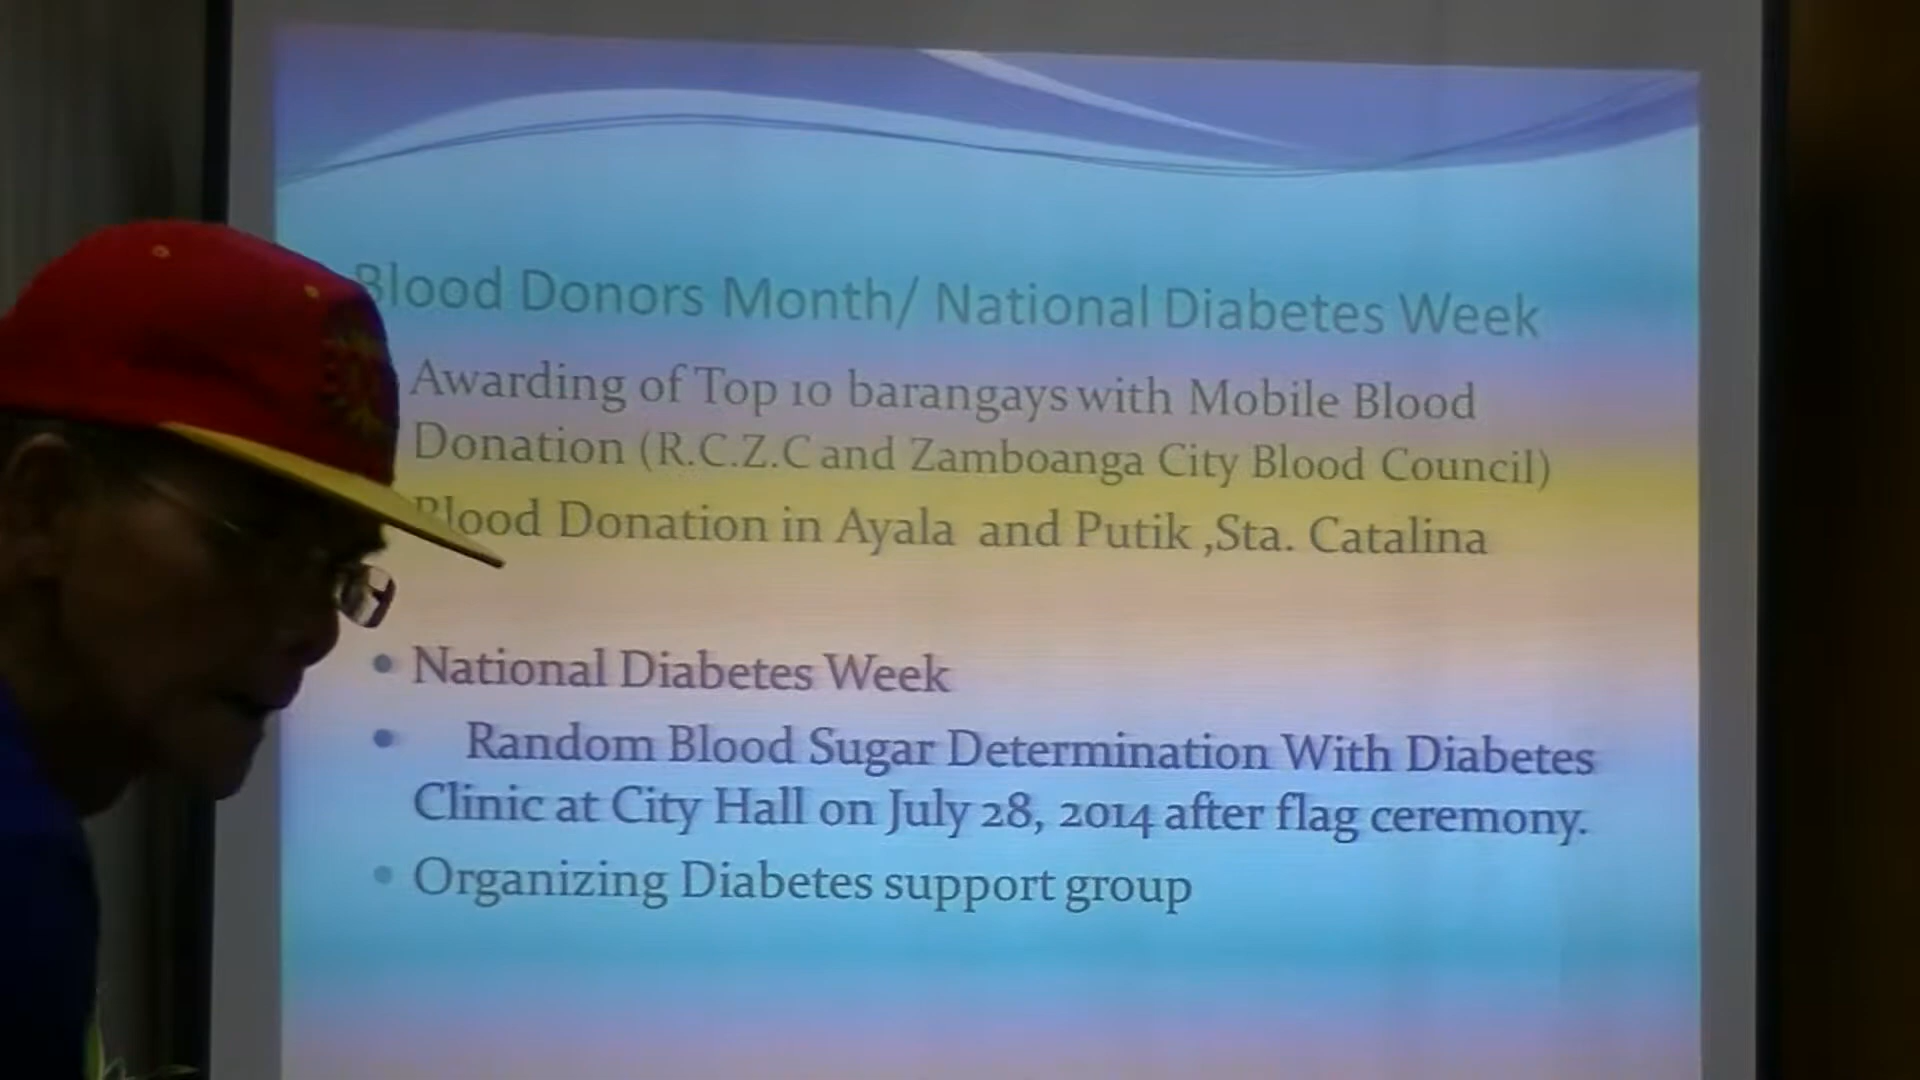 Blood Donors Month/ National Diabetes Week
Awarding of Top 10 barangays with Mobile Blood
Donation (R.C.Z.C and Zamboanga City Blood Council)
Blood Donation in Ayala and Putik ,Sta. Catalina
• National Diabetes Week
• Random Blood Sugar Determination With Diabetes
Clinic at City Hall on July 28, 2014 after flag ceremony.
• Organizing Diabetes support group